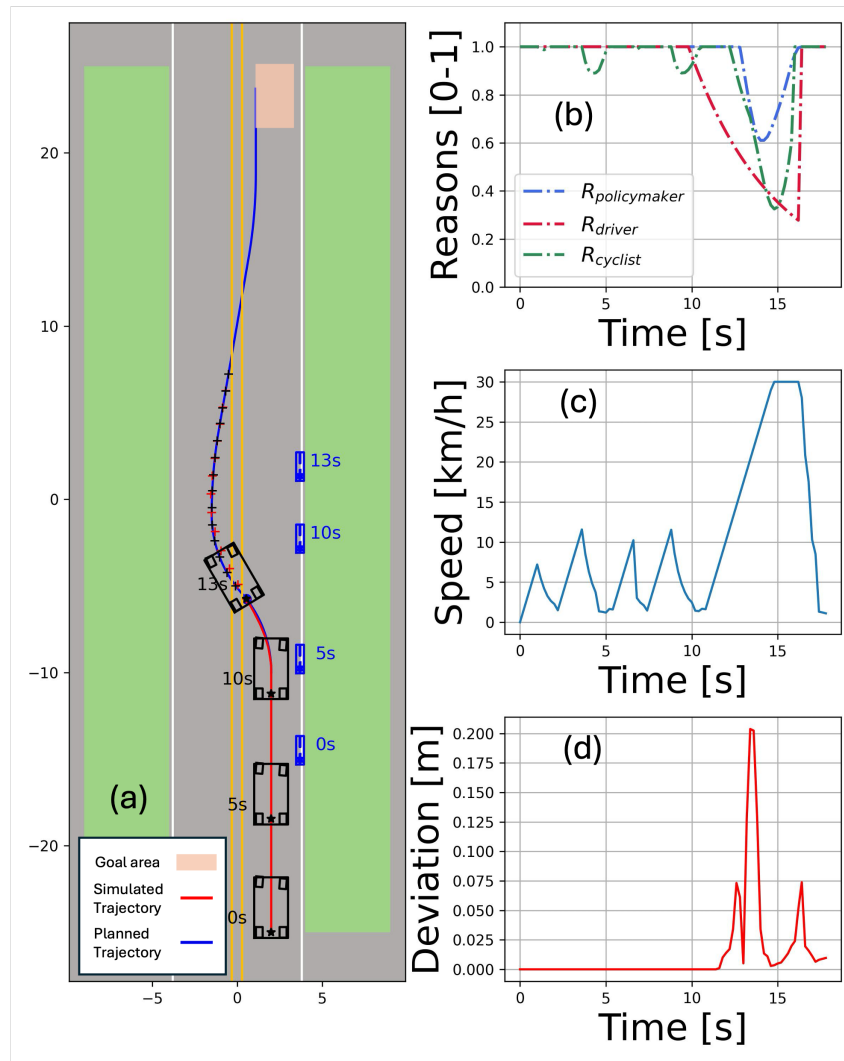 20
10
0
−10
−20
−5
0
5
13s
10s
5s
0s
13s
10s
5s
0s
(a)
Goal area
Simulated
Trajectory
Planned
Trajectory
Reasons [0-1]
1.0
0.8
0.6
0.4
0.2
0.0
(b)
R_policymaker
R_driver
R_cyclist
0
5
10
15
Time [s]
Speed [km/h]
30
25
20
15
10
5
0
(c)
0
5
10
15
Time [s]
Deviation [m]
0.200
0.175
0.150
0.125
0.100
0.075
0.050
0.025
0.000
(d)
0
5
10
15
Time [s]